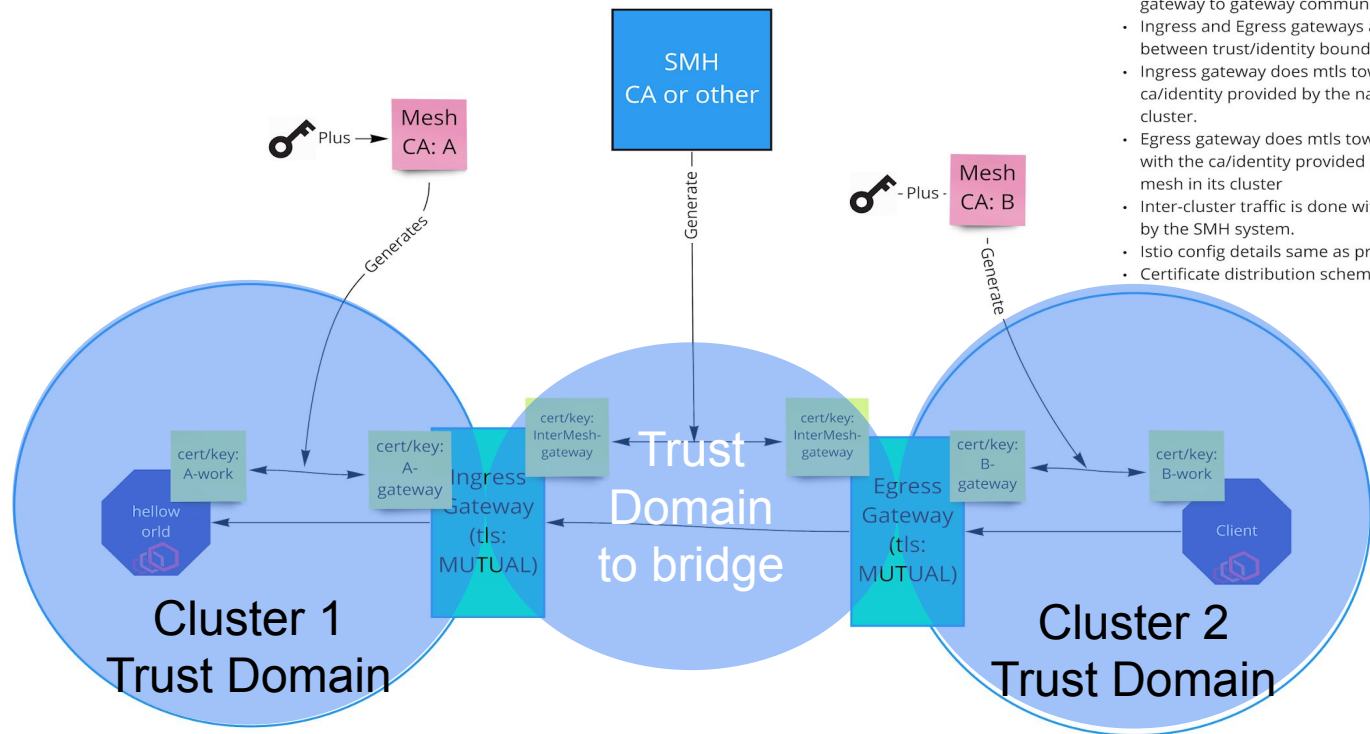 gateway to gateway commun
• Ingress and Egress gateways a
between trust/identity bound
• Ingress gateway does mtls tow
ca/identity provided by the na
cluster.
• Egress gateway does mtls tow
with the ca/identity provided
mesh in its cluster
• Inter-cluster traffic is done wi
by the SMH system.
• Istio config details same as pr
• Certificate distribution schem
SMH
CA or other
Plus
Mesh
CA: A
Generates
Generate
Plus
Mesh
CA: B
Generate
cert/key:
A-work
cert/key:
A-
gateway
cert/key:
InterMesh-
gateway
cert/key:
InterMesh-
gateway
cert/key:
B-
gateway
cert/key:
B-work
hellow
orld
Ingress
Gateway
(tls:
MUTUAL)
Trust
Domain
to bridge
Egress
Gateway
(tls:
MUTUAL)
Client
Cluster 1
Trust Domain
Cluster 2
Trust Domain